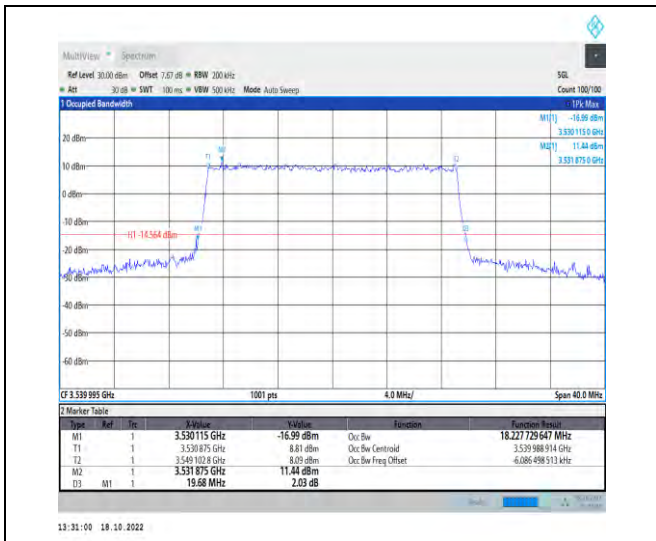 MultiView Spectrum
Ref Level 30.00 dBm Offset 7.67 dB RBW 200 kHz SGL
Att 30 dB SWT 100 ms VBW 500 kHz Mode Auto Sweep Count 100/100
1 Occupied Bandwidth 1Pk Max
M1[1] -16.99 dBm
3.530 115 0 GHz
M2[1] 11.44 dBm
3.531 875 0 GHz
20 dBm
T1 M2 T2
10 dBm
0 dBm
-10 dBm
H1 -14.564 dBm M1 D3
-20 dBm
-30 dBm
-40 dBm
-50 dBm
-60 dBm
CF 3.539 995 GHz 1001 pts 4.0 MHz/ Span 40.0 MHz
2 Marker Table
Type Ref Trc X-Value Y-Value Function Function Result
M1 1 3.530 115 GHz -16.99 dBm Occ Bw 18.227 729 647 MHz
T1 1 3.530 875 GHz 8.81 dBm Occ Bw Centroid 3.539 988 914 GHz
T2 1 3.549 102 8 GHz 8.09 dBm Occ Bw Freq Offset -6.086 498 513 kHz
M2 1 3.531 875 GHz 11.44 dBm
D3 M1 1 19.68 MHz 2.03 dB
13:31:00 18.10.2022